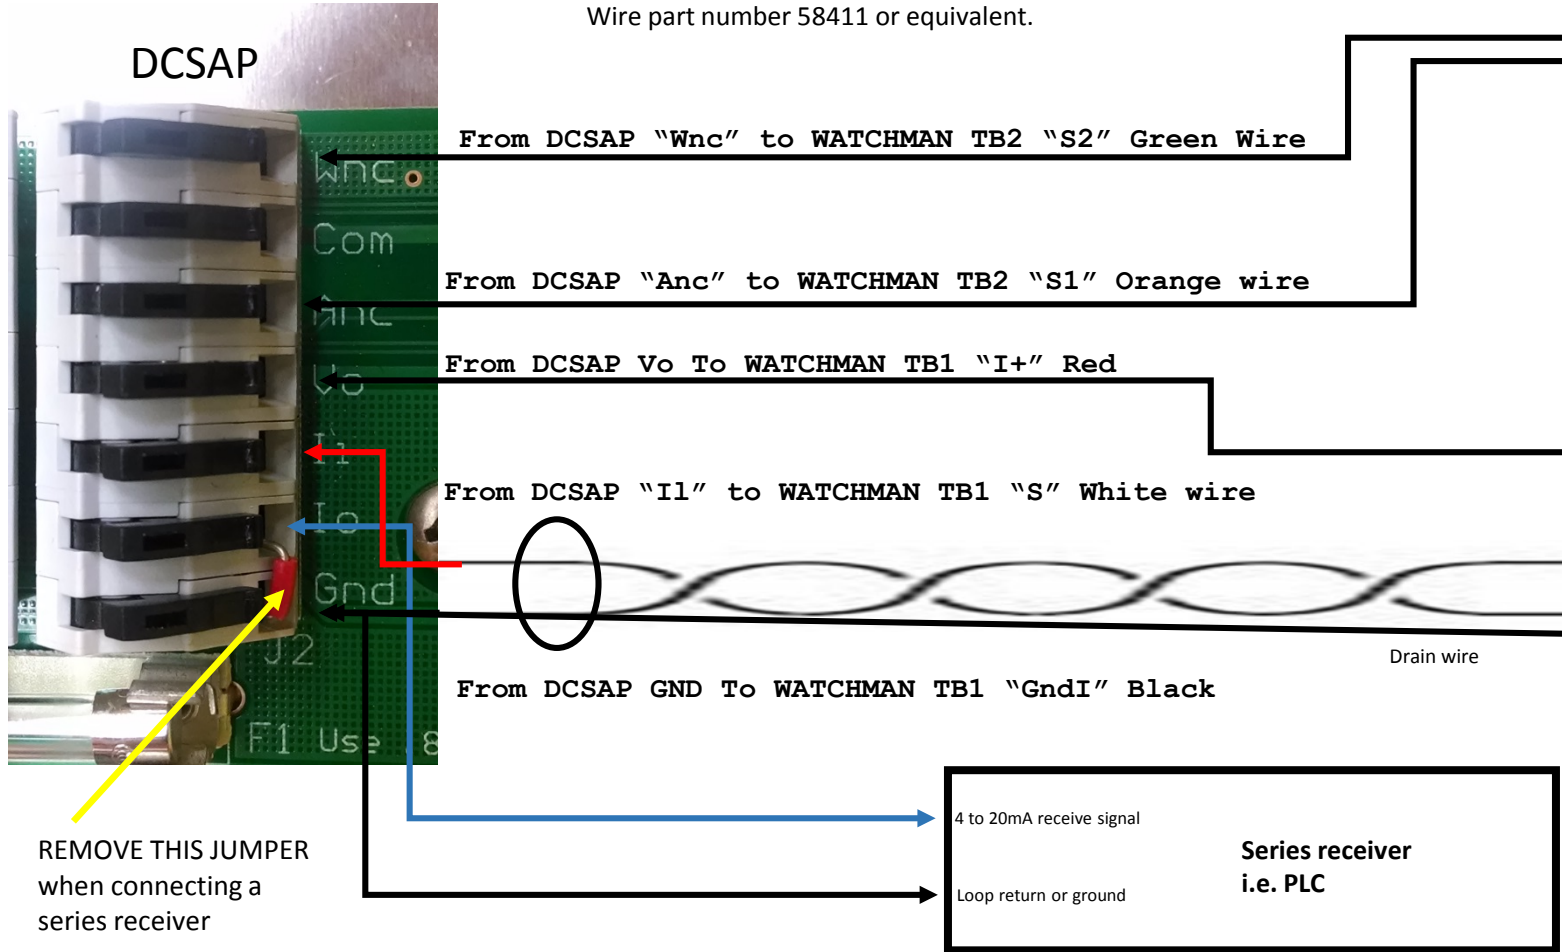 Wire part number 58411 or equivalent.
DCSAP
From DCSAP “Wnc” to WATCHMAN TB2 “S2” Green Wire
Wnc
Com
From DCSAP “Anc” to WATCHMAN TB2 “S1” Orange wire
Anc
From DCSAP Vo To WATCHMAN TB1 “I+” Red
Vo
I1
From DCSAP “Il” to WATCHMAN TB1 “S” White wire
Io
Gnd
J2
Drain wire
From DCSAP GND To WATCHMAN TB1 “GndI” Black
F1 Use .8
4 to 20mA receive signal
REMOVE THIS JUMPER
when connecting a
series receiver
Series receiver
i.e. PLC
Loop return or ground